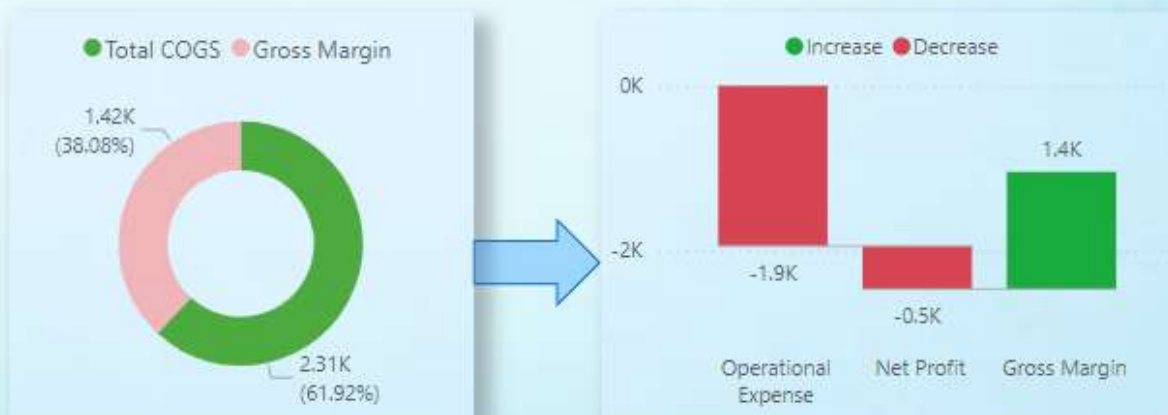 Total COGS Gross Margin
1.42K
(38.08%)
2.31K
(61.92%)
Increase Decrease
0K
-2K
-1.9K
-0.5K
1.4K
Operational
Expense
Net Profit
Gross Margin